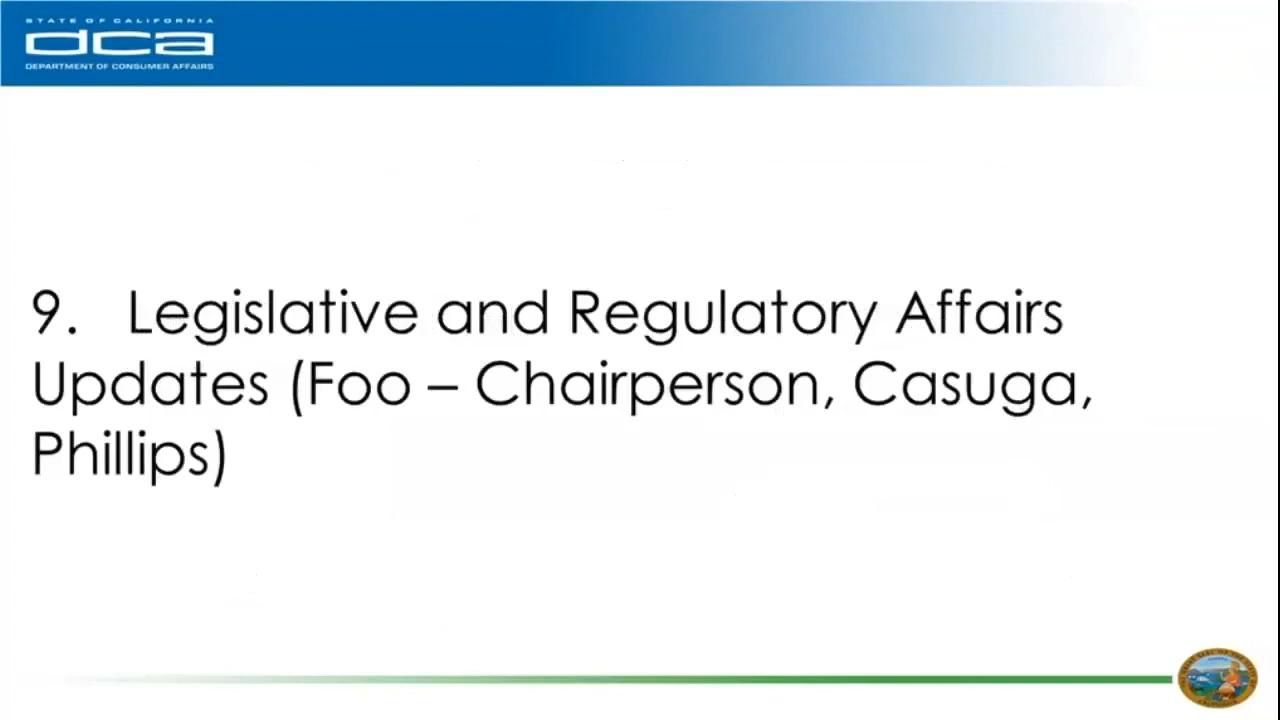 STATE OF CALIFORNIA
dca
DEPARTMENT OF CONSUMER AFFAIRS
9. Legislative and Regulatory Affairs
Updates (Foo – Chairperson, Casuga,
Phillips)